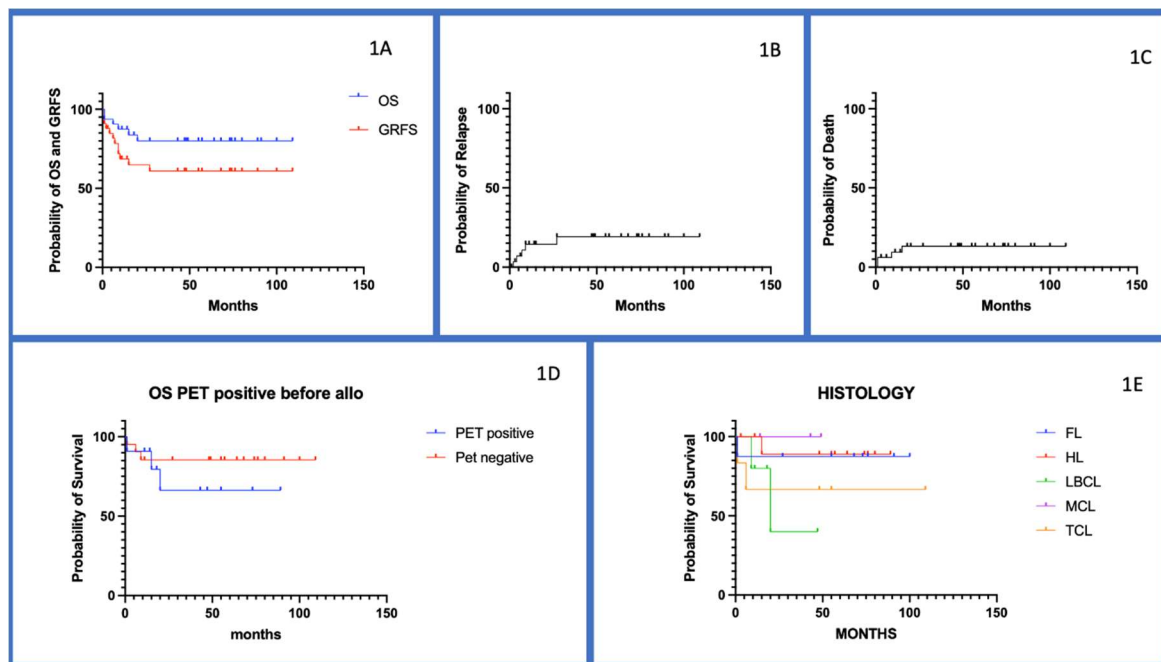 1A
Probability of OS and GRFS
100
50
0
0 50 100 150
Months
OS
GRFS
1B
Probability of Relapse
100
50
0
0 50 100 150
Months
1C
Probability of Death
100
50
0
0 50 100 150
Months
1D
OS PET positive before allo
Probability of Survival
100
50
0
0 50 100 150
months
PET positive
Pet negative
1E
HISTOLOGY
Probability of Survival
100
50
0
0 50 100 150
MONTHS
FL
HL
LBCL
MCL
TCL